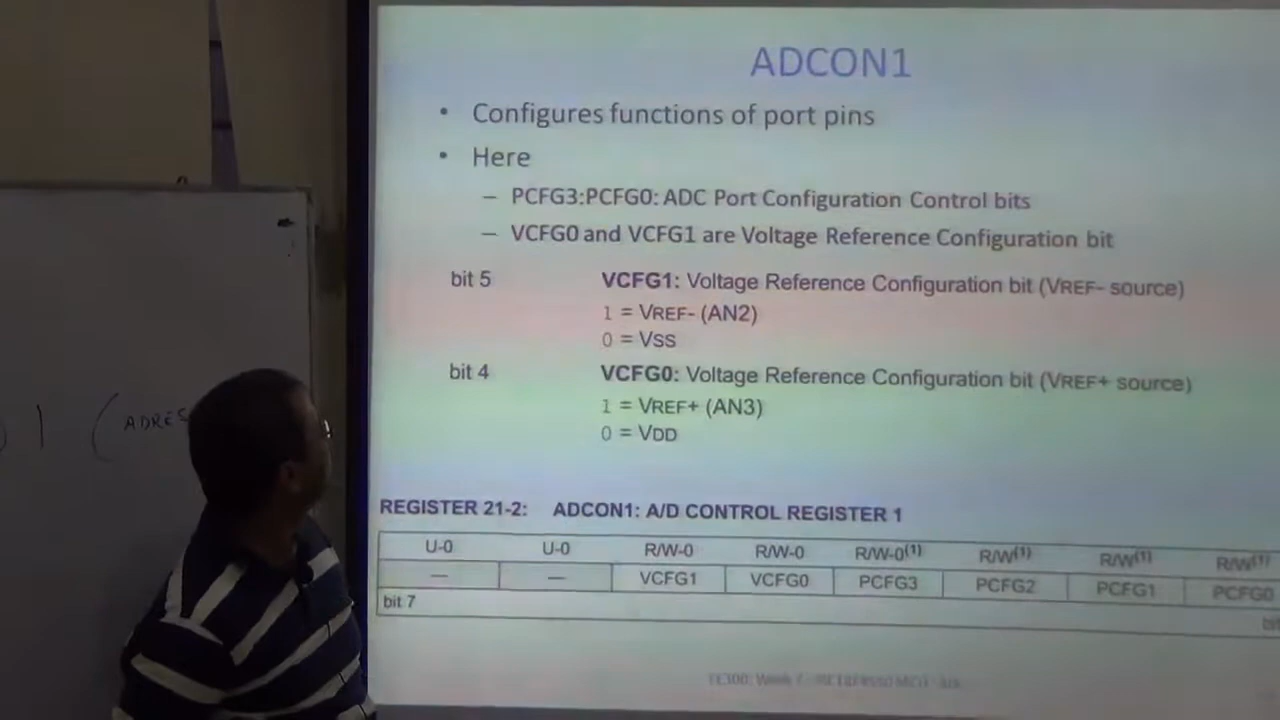 ADCON1
• Configures functions of port pins
• Here
– PCFG3:PCFG0: ADC Port Configuration Control bits
– VCFG0 and VCFG1 are Voltage Reference Configuration bit
bit 5 VCFG1: Voltage Reference Configuration bit (VREF- source)
1 = VREF- (AN2)
0 = VSS
bit 4 VCFG0: Voltage Reference Configuration bit (VREF+ source)
1 = VREF+ (AN3)
0 = VDD
REGISTER 21-2: ADCON1: A/D CONTROL REGISTER 1
U-0 U-0 R/W-0 R/W-0 R/W-0(1) R/W(1) R/W(1) R/W(1)
— — VCFG1 VCFG0 PCFG3 PCFG2 PCFG1 PCFG0
bit 7
1 (ADRES